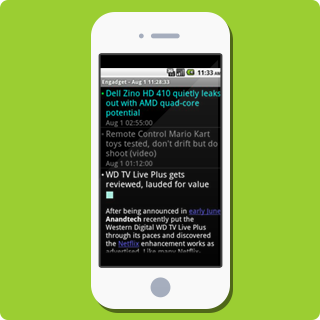 11:33 AM
Engadget - Aug 1 11:28:33
• Dell Zino HD 410 quietly leaks
out with AMD quad-core
potential
Aug 1 02:55:00
• Remote Control Mario Kart
toys tested, don't drift but do
shoot (video)
Aug 1 01:12:00
• WD TV Live Plus gets
reviewed, lauded for value
After being announced in early June
Anandtech recently put the
Western Digital WD TV Live Plus
through its paces and discovered
the Netflix enhancement works as
advertised. Like many Netflix-